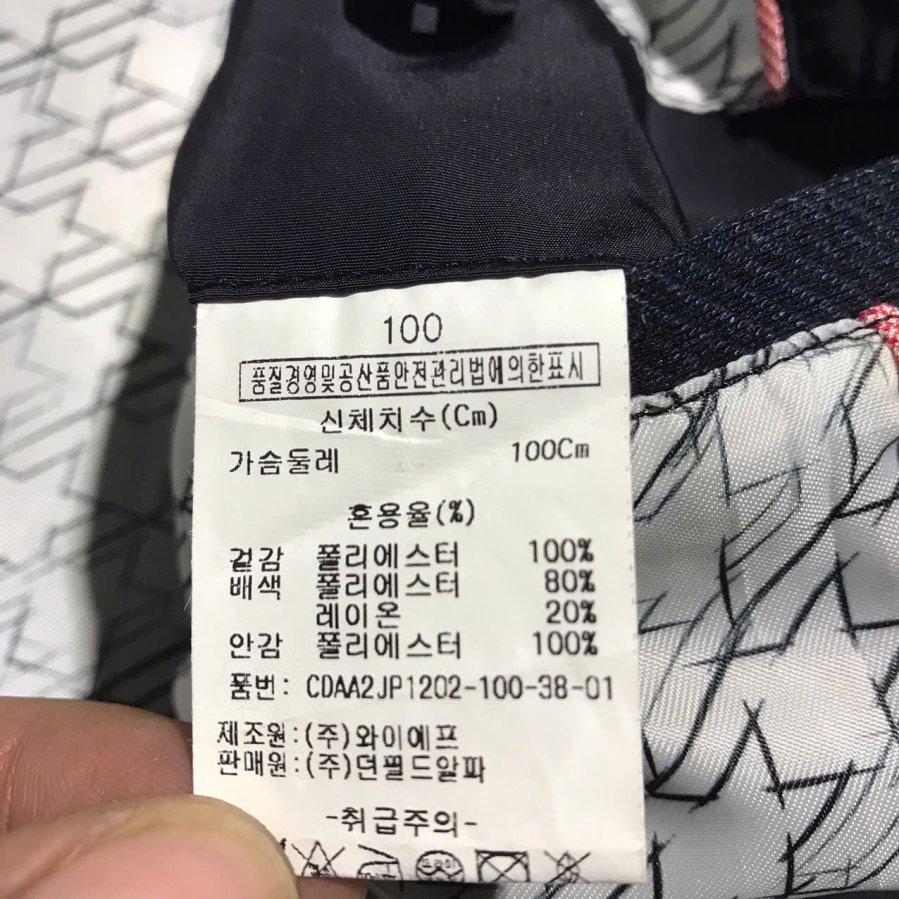 100
품질경영및공산품안전관리법에의한표시
신체치수(Cm)
가슴둘레 100Cm
혼용율(%)
겉감 폴리에스터 100%
배색 폴리에스터 80%
레이온 20%
안감 폴리에스터 100%
품번: CDAA2JP1202-100-38-01
제조원:(주)와이에프
판매원:(주)던필드알파
-취급주의-
드라이